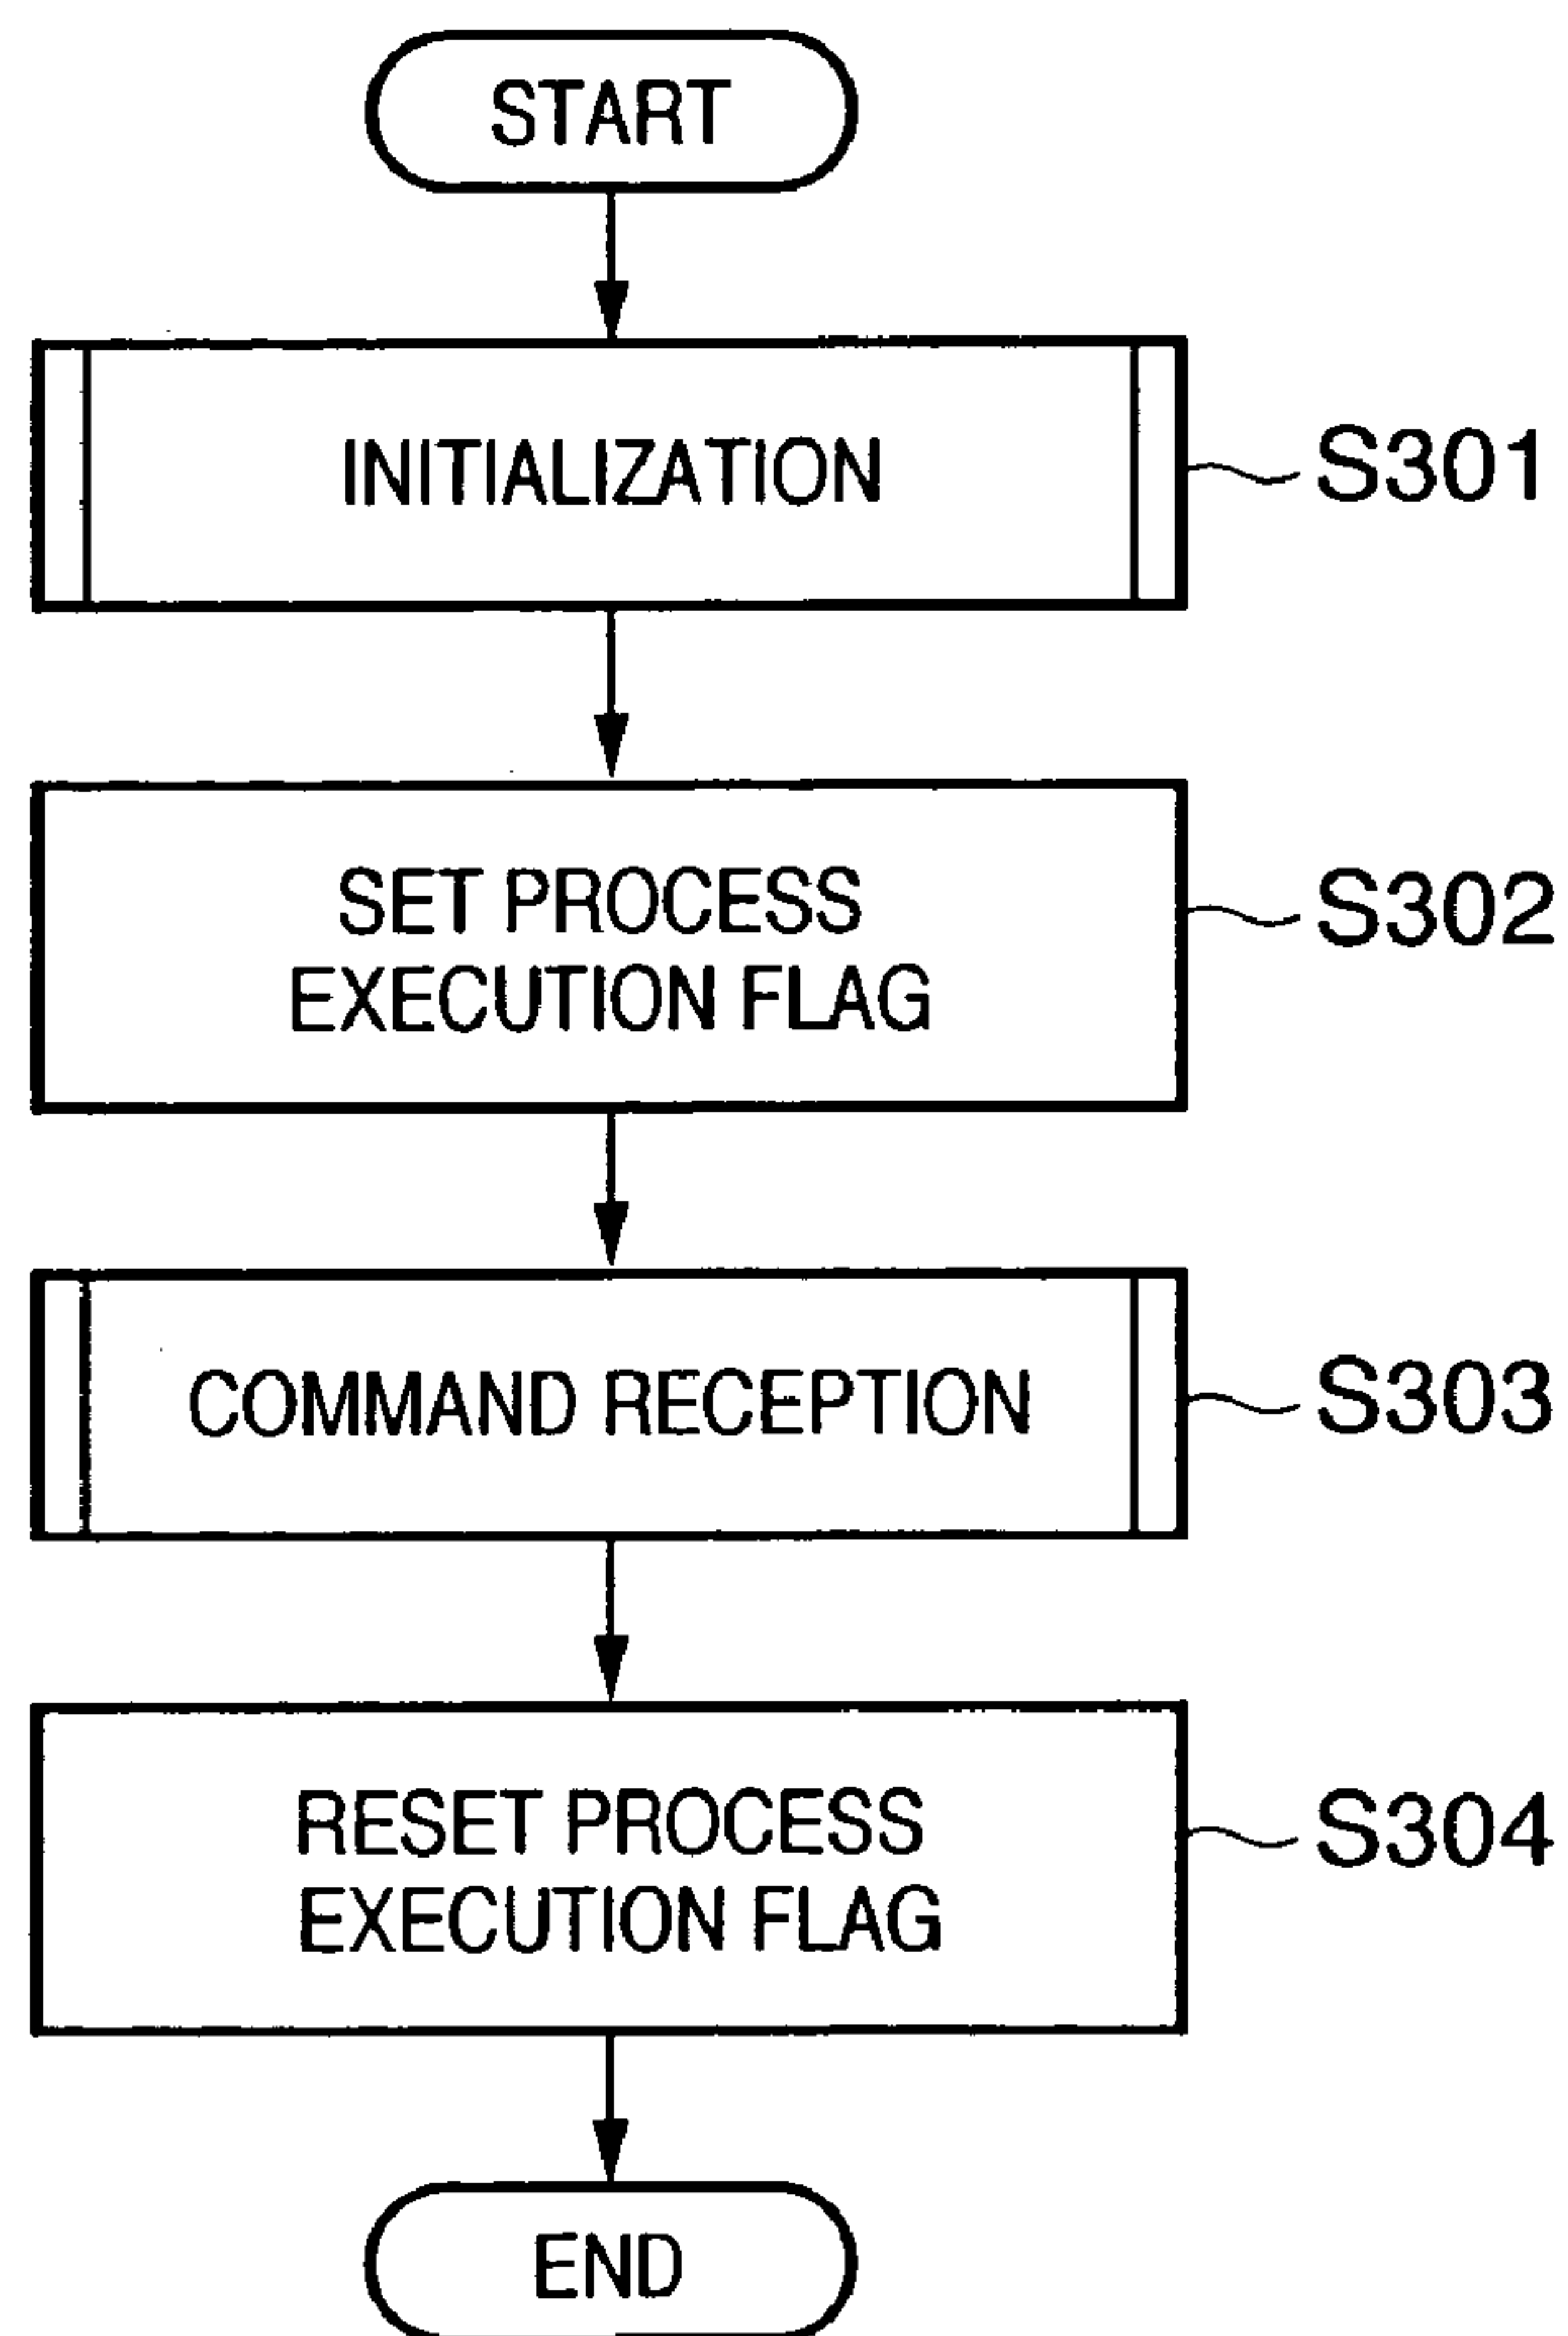 START
INITIALIZATION
S301
SET PROCESS
EXECUTION FLAG
S302
COMMAND RECEPTION
S303
RESET PROCESS
EXECUTION FLAG
S304
END